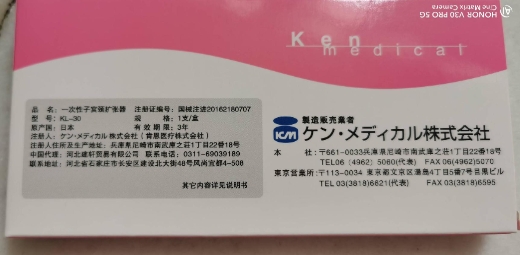 HONOR V30 PRO 5G
Cine Matrix Camera
Ken
medical
品名：一次性子宫颈扩张器 注册证编号：国械注进20162180707
型号：KL-30 规格：1支/盒
原产国：日本 有效期限：3年
注册人：ケン・メディカル株式会社（肯恩医疗株式会社）
注册人住所及生产地址：兵庫県尼崎市南武庫之荘1丁目22番18号
中国代理：河北建轩贸易有限公司 联系电话：0311-69039189
联系地址：河北省石家庄市长安区建设北大街48号风尚官邸4-508
其它内容详见说明书
製造販売業者
KM ケン・メディカル株式会社
本社：〒661-0033兵庫県尼崎市南武庫之荘1丁目22番18号
TEL06（4962）5080(代表) FAX 06(4962)5070
東京営業所：〒113-0034 東京都文京区湯島4丁目5番7号目黒ビル
TEL 03(3818)6621(代表) FAX 03(3818)6595